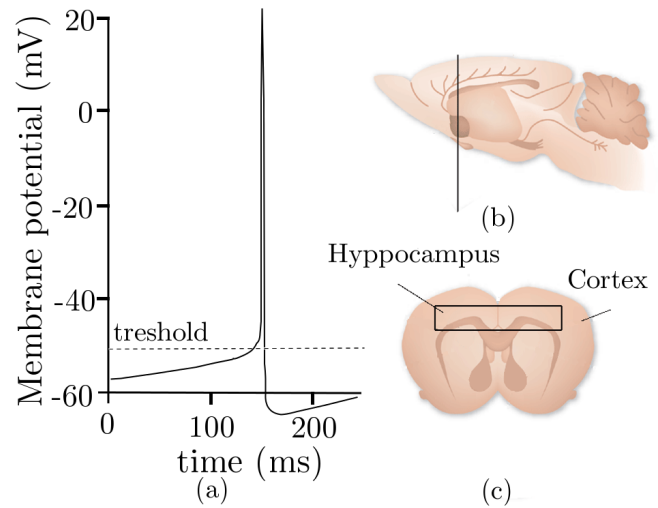 Membrane potential (mV)
20
0
-20
-40
-60
treshold
0
100
200
time (ms)
(a)
(b)
Hyppocampus
Cortex
(c)